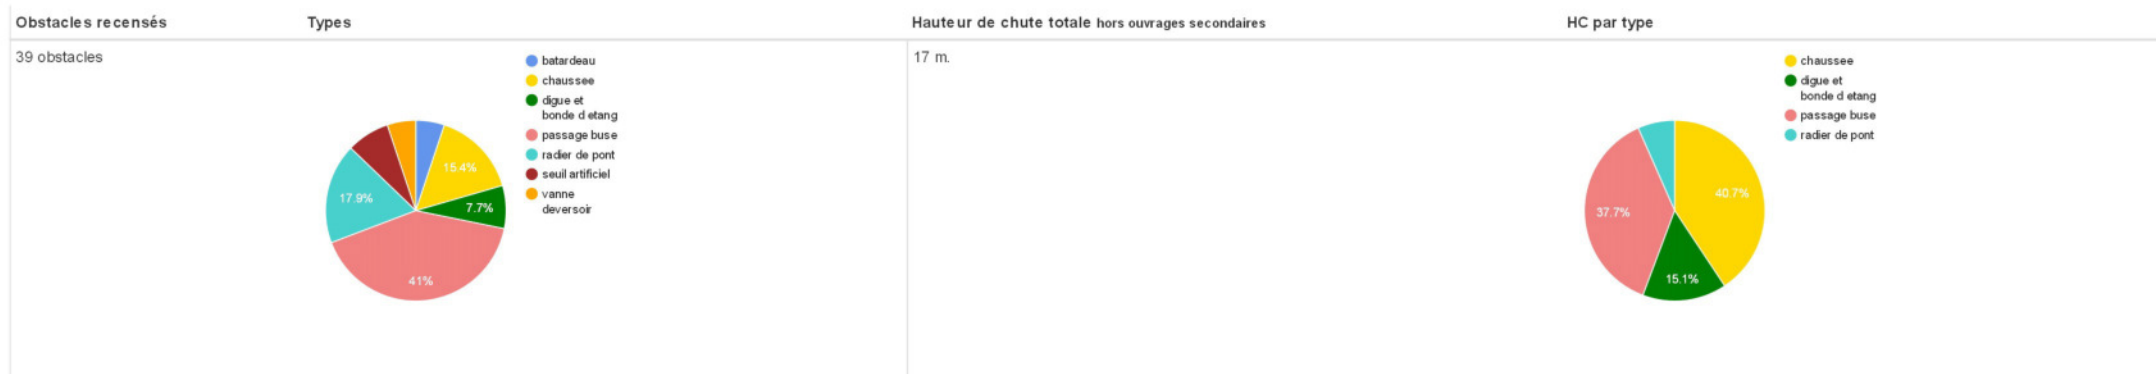 Obstacles recensés
Types
Hauteur de chute totale hors ouvrages secondaires
HC par type
39 obstacles
batardeau
chaussee
digue et
bonde d etang
passage buse
radier de pont
seuil artificiel
vanne
deversoir
15.4%
7.7%
41%
17.9%
17 m.
chaussee
digue et
bonde d etang
passage buse
radier de pont
40.7%
15.1%
37.7%